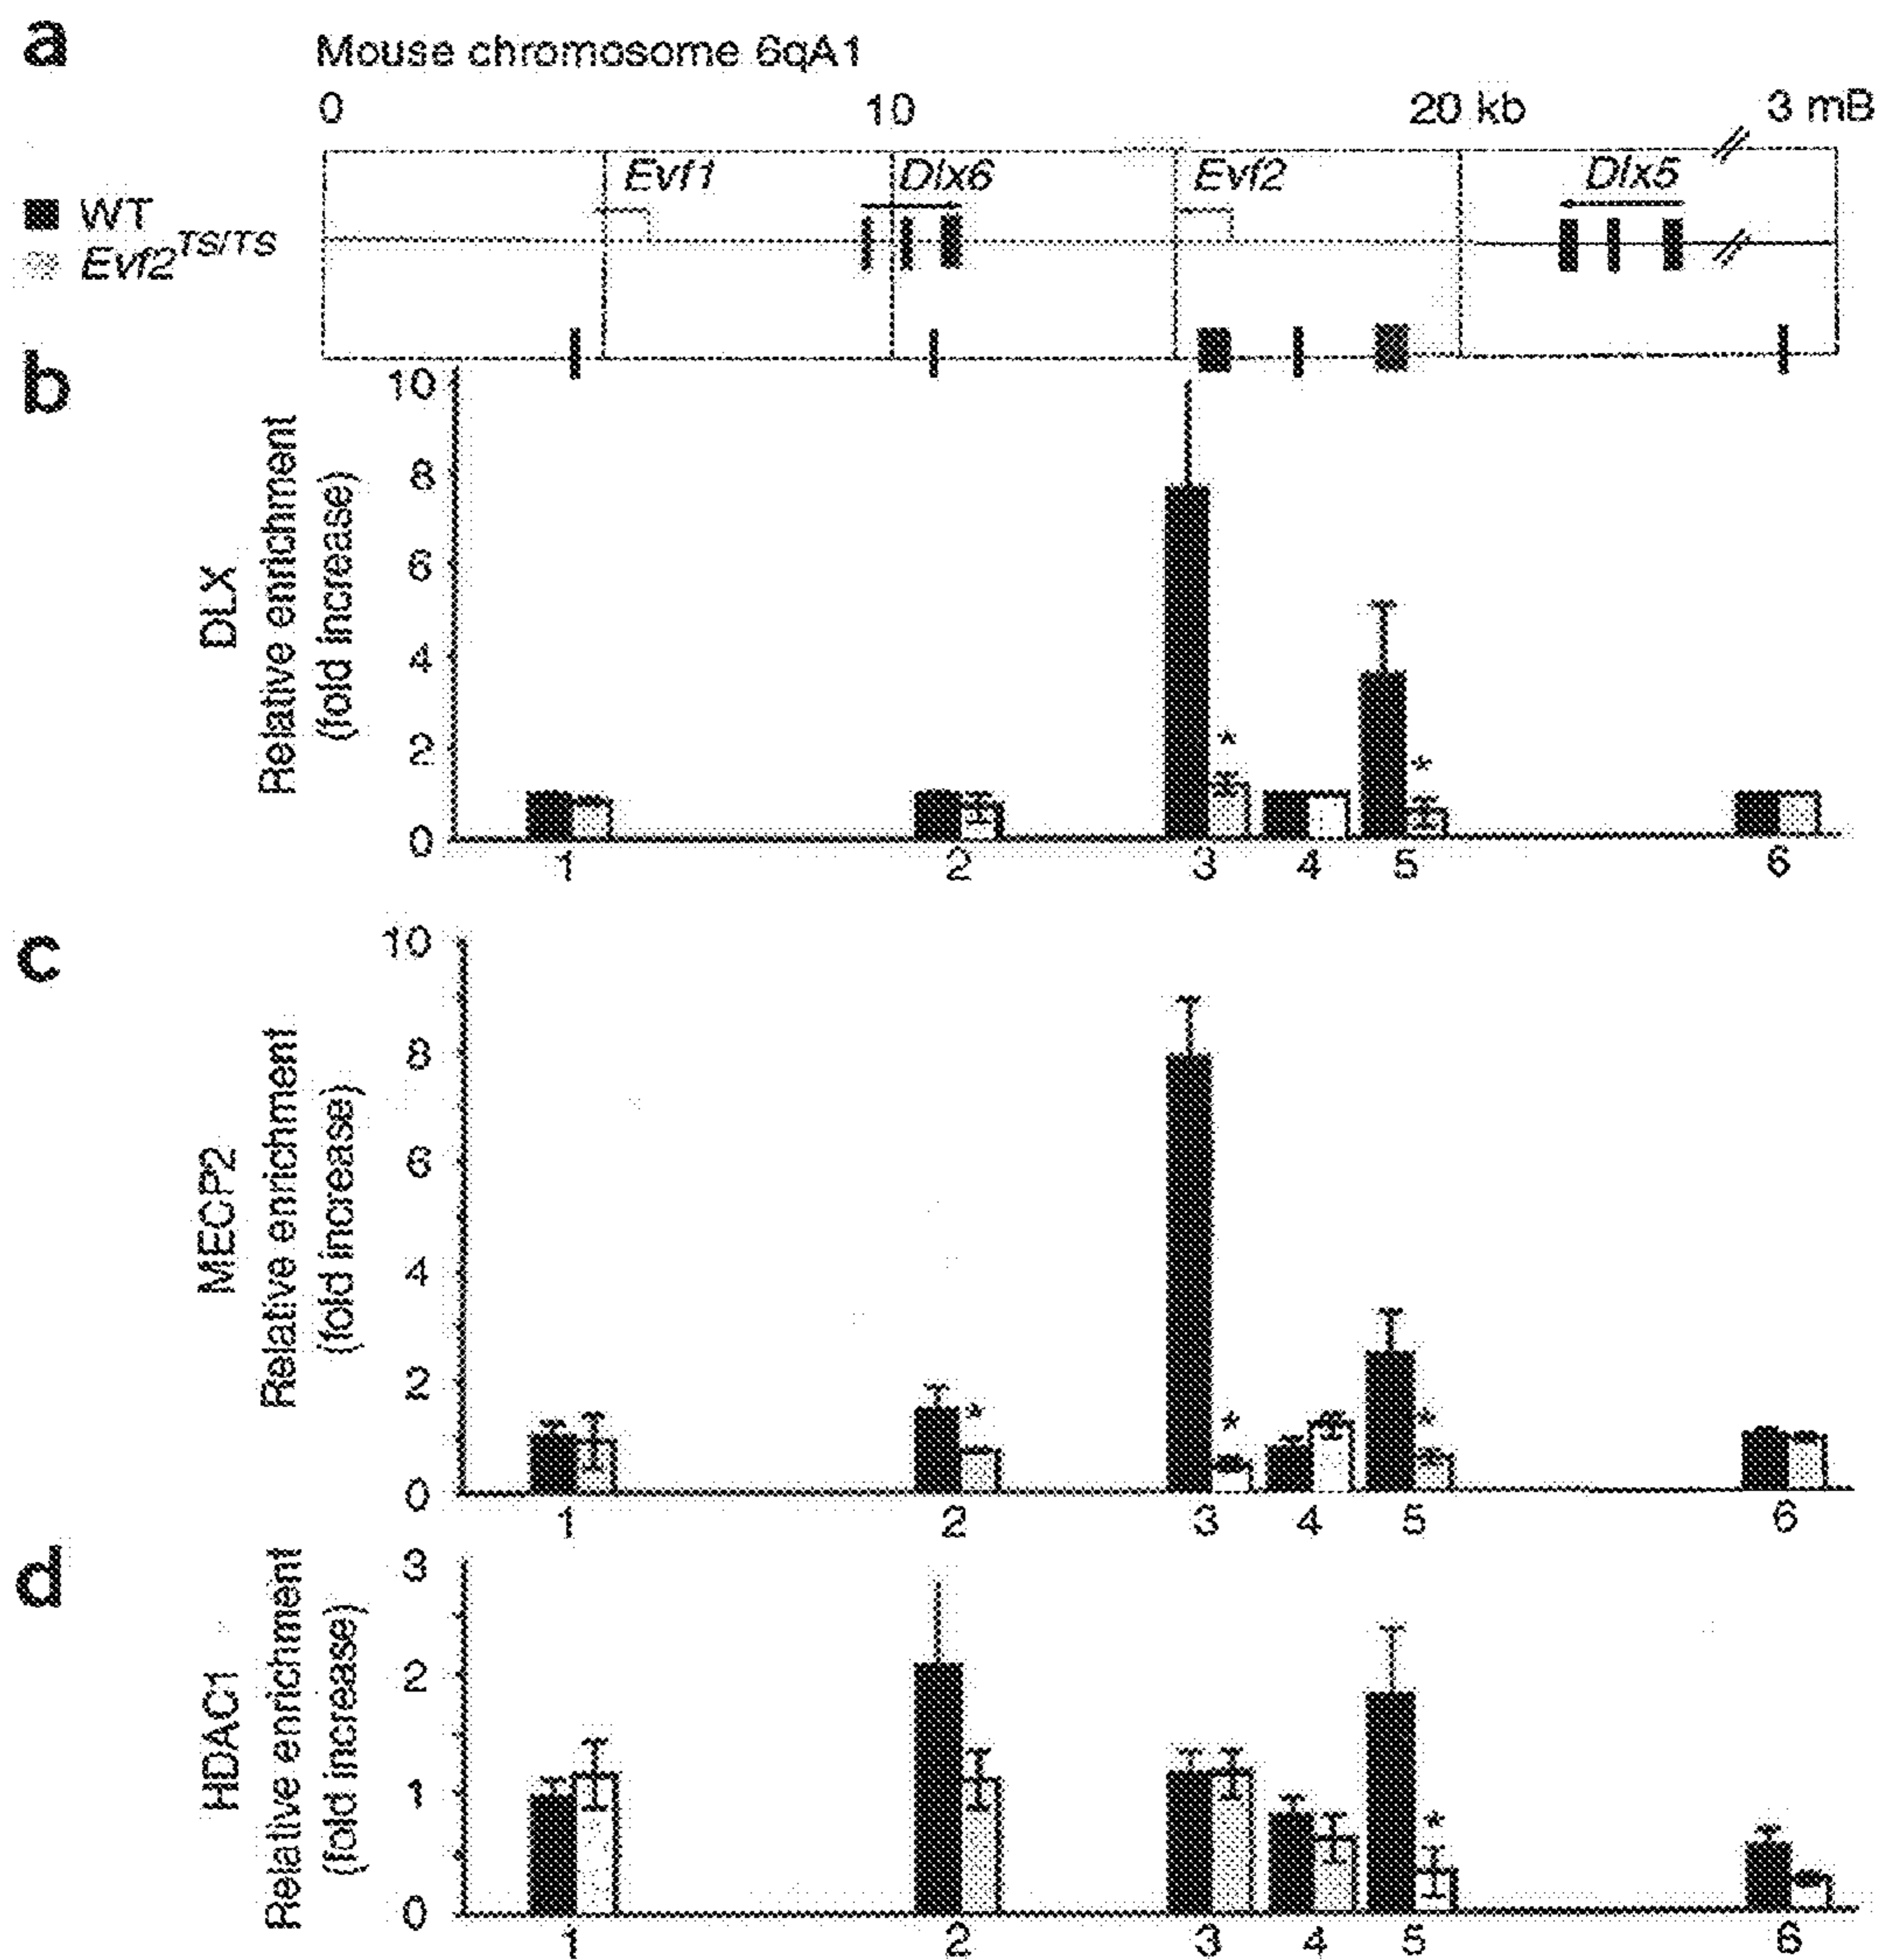 a
Mouse chromosome 6qA1
0 10 20 kb 3 mB
Evf1 Dlx6 Evf2 Dlx5
WT
Evf2TS/TS
b
DLX
Relative enrichment
(fold increase)
10
8
6
4
2
0
* *
1 2 3 4 5 6
c
MECP2
Relative enrichment
(fold increase)
10
8
6
4
2
0
* * *
1 2 3 4 5 6
d
HDAC1
Relative enrichment
(fold increase)
3
2
1
0
*
1 2 3 4 5 6